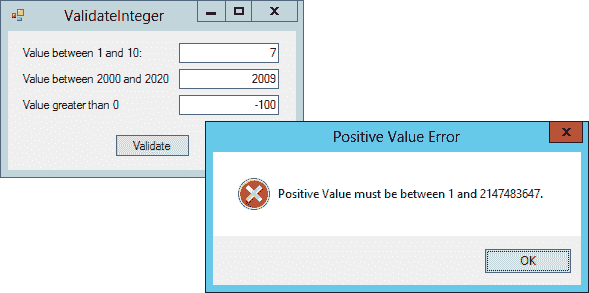 ValidateInteger
Value between 1 and 10:
7
Value between 2000 and 2020
2009
Value greater than 0
-100
Validate
Positive Value Error
Positive Value must be between 1 and 2147483647.
OK